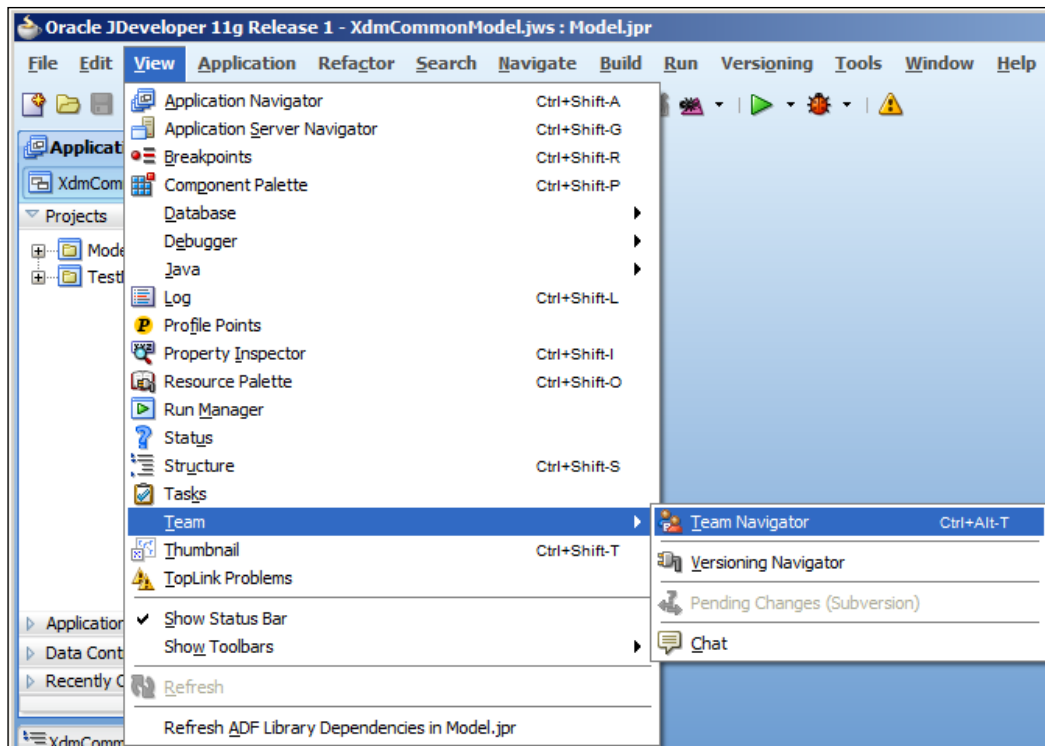 Oracle JDeveloper 11g Release 1 - XdmCommonModel.jws : Model.jpr
File Edit View Application Refactor Search Navigate Build Run Versioning Tools Window Help
Applicati
XdmCom
Projects
Mode
Test
Application
Data Cont
Recently
XdmComm
Application Navigator Ctrl+Shift-A
Application Server Navigator Ctrl+Shift-G
Breakpoints Ctrl+Shift-R
Component Palette Ctrl+Shift-P
Database
Debugger
Java
Log Ctrl+Shift-L
Profile Points
Property Inspector Ctrl+Shift-I
Resource Palette Ctrl+Shift-O
Run Manager
Status
Structure Ctrl+Shift-S
Tasks
Team
Thumbnail Ctrl+Shift-T
TopLink Problems
Show Status Bar
Show Toolbars
Refresh
Refresh ADF Library Dependencies in Model.jpr
Team Navigator Ctrl+Alt-T
Versioning Navigator
Pending Changes (Subversion)
Chat